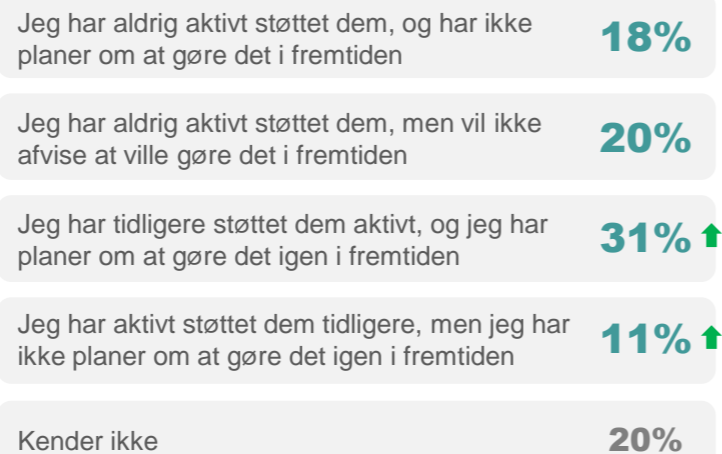 Jeg har aldrig aktivt støttet dem, og har ikke
planer om at gøre det i fremtiden
18%
Jeg har aldrig aktivt støttet dem, men vil ikke
afvise at ville gøre det i fremtiden
20%
Jeg har tidligere støttet dem aktivt, og jeg har
planer om at gøre det igen i fremtiden
31%
Jeg har aktivt støttet dem tidligere, men jeg har
ikke planer om at gøre det igen i fremtiden
11%
Kender ikke
20%